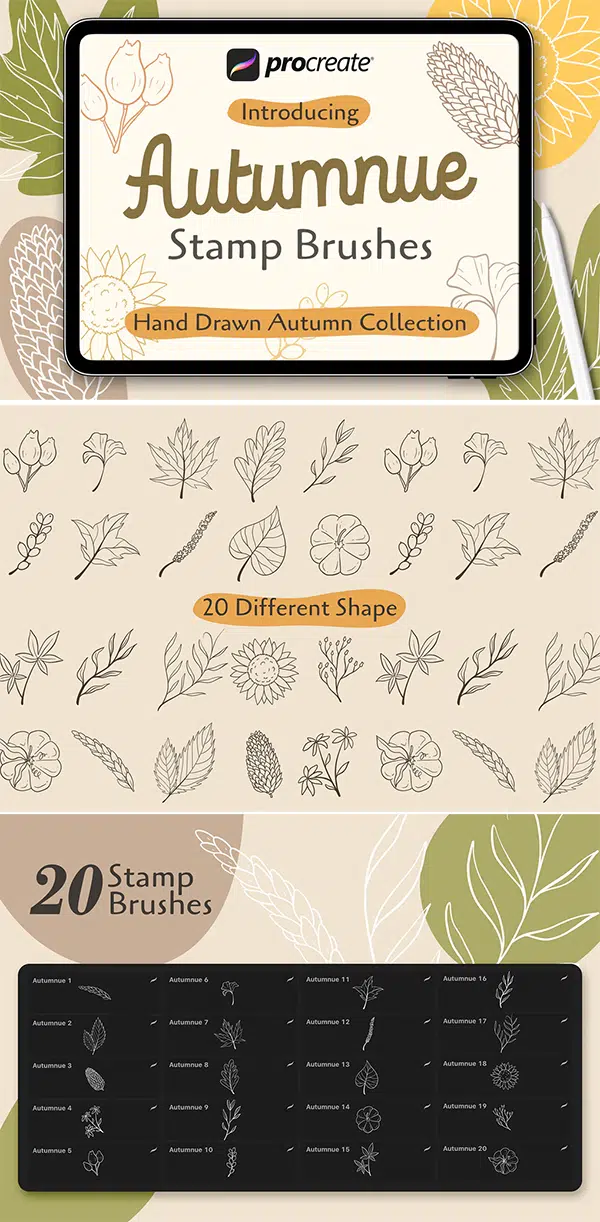 procreate®
Introducing
Autumnue
Stamp Brushes
Hand Drawn Autumn Collection
20 Different Shape
20 Stamp
Brushes
Autumnue 1
Autumnue 6
Autumnue 11
Autumnue 16
Autumnue 2
Autumnue 7
Autumnue 12
Autumnue 17
Autumnue 3
Autumnue 8
Autumnue 13
Autumnue 18
Autumnue 4
Autumnue 9
Autumnue 14
Autumnue 19
Autumnue 5
Autumnue 10
Autumnue 15
Autumnue 20